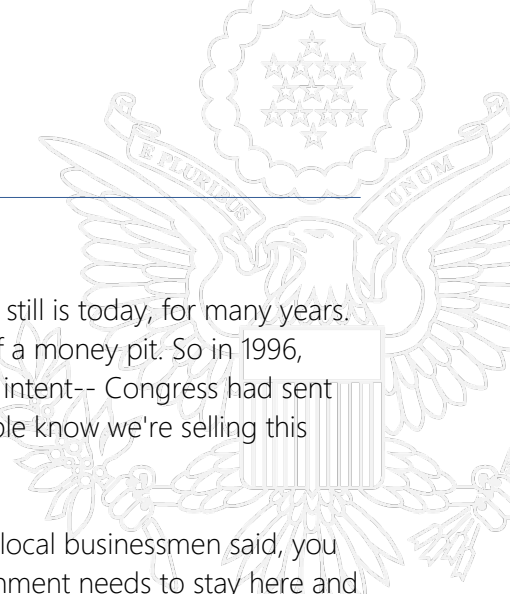 E PLURIBUS
UNUM
still is today, for many years.
f a money pit. So in 1996,
intent-- Congress had sent
ple know we're selling this
local businessmen said, you
nment needs to stay here and